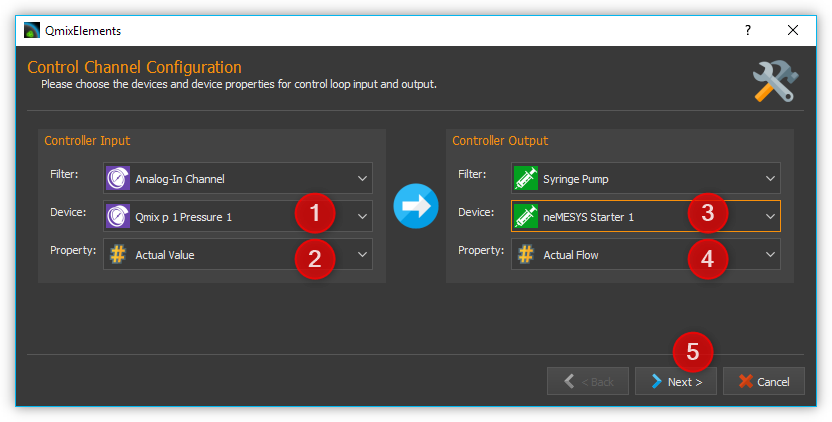 QmixElements
?
Control Channel Configuration
Please choose the devices and device properties for control loop input and output.
Controller Input
Filter: Analog-In Channel
Device: Qmix p 1 Pressure 1 1
Property: # Actual Value 2
Controller Output
Filter: Syringe Pump
Device: neMESYS Starter 1 3
Property: # Actual Flow 4
5
< Back Next > Cancel